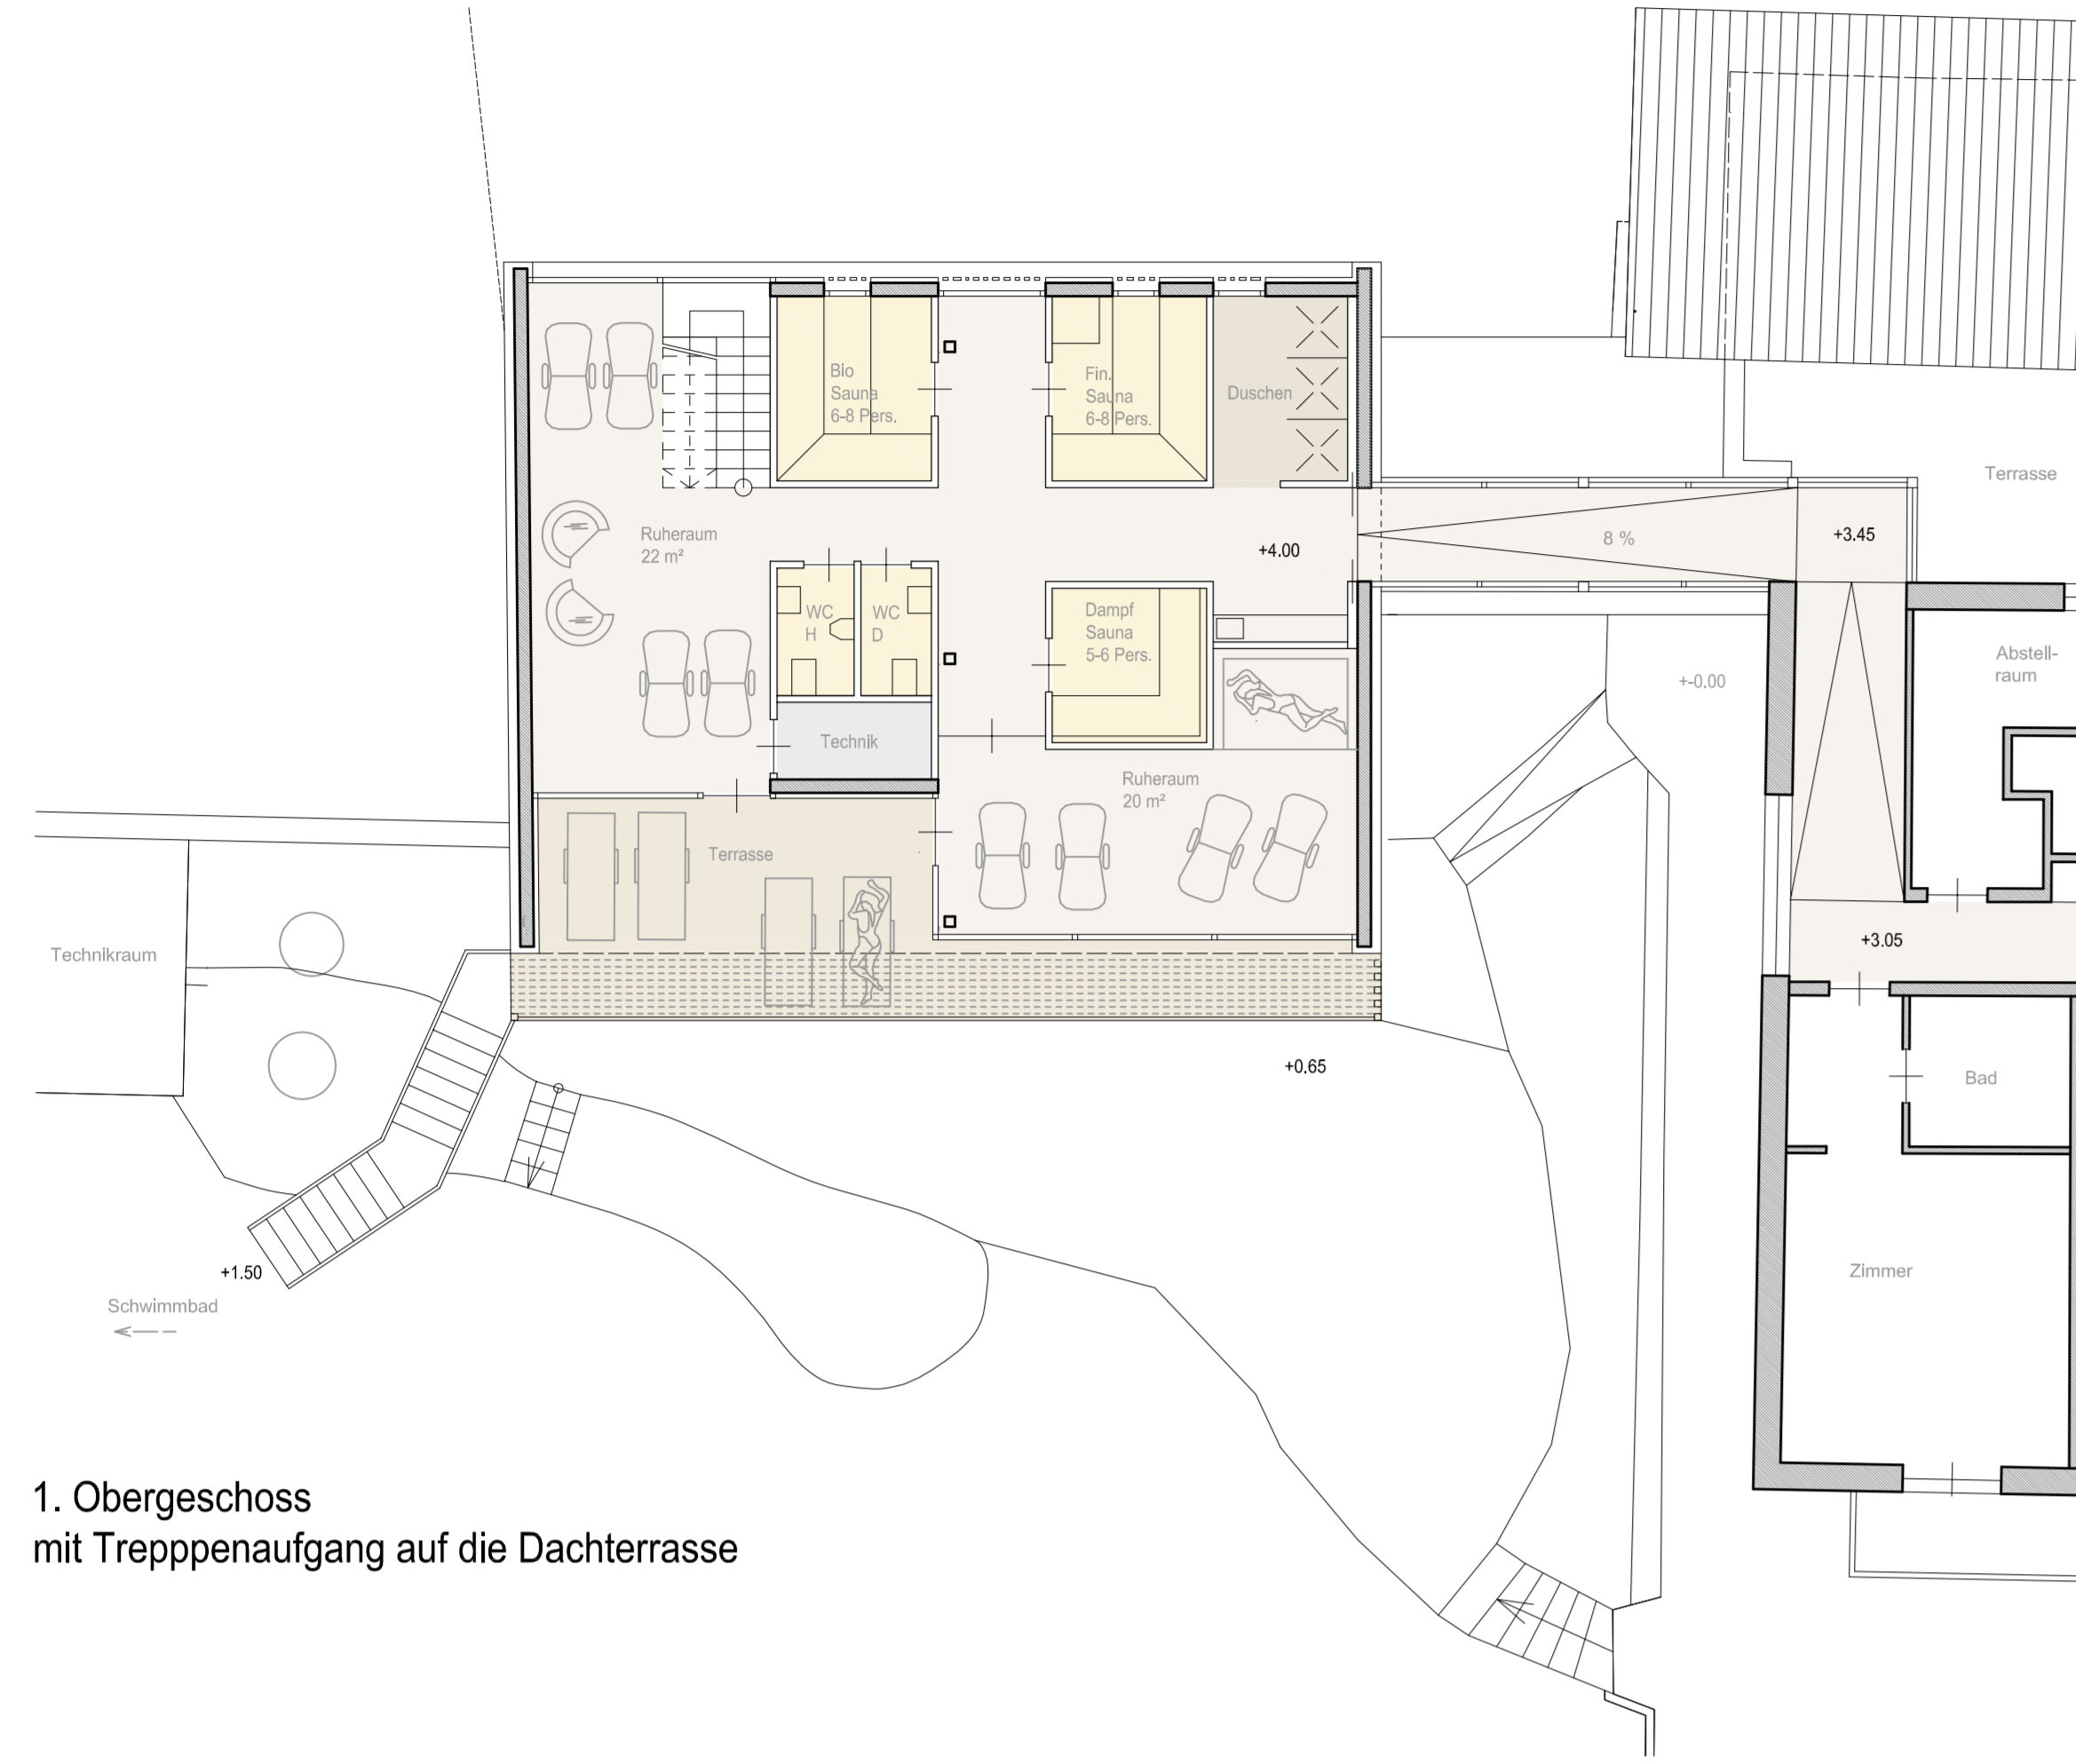 Bio
Sauna
6-8 Pers.
Fin.
Sauna
6-8 Pers.
Duschen
Terrasse
Ruheraum
22 m²
+4.00
8 %
+3.45
WC
H
WC
D
Dampf
Sauna
5-6 Pers.
+-0.00
Abstell-
raum
Technik
Ruheraum
20 m²
Terrasse
Technikraum
+3.05
+0.65
Bad
+1.50
Zimmer
Schwimmbad
1. Obergeschoss
mit Trepppenaufgang auf die Dachterrasse